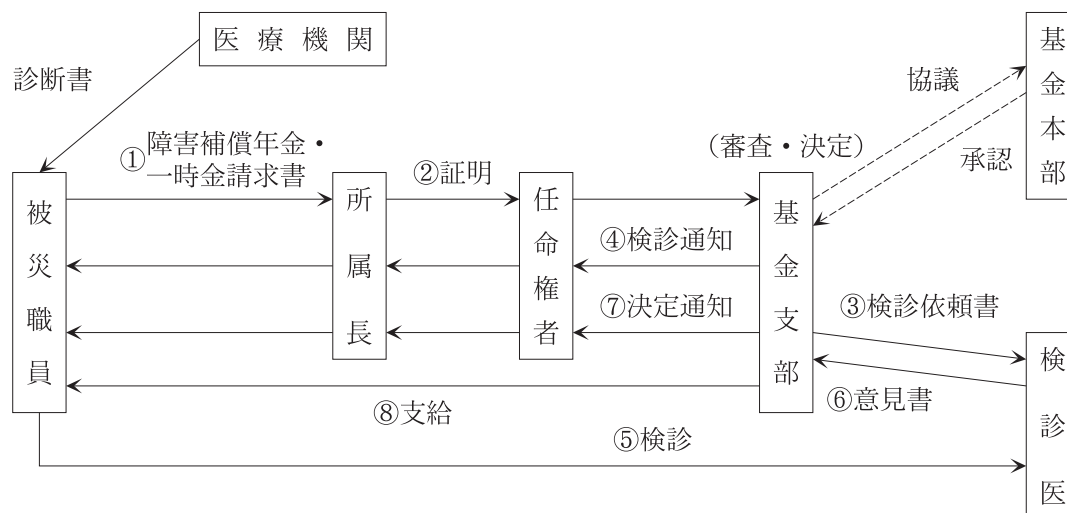 医療機関
診断書
①障害補償年金・
一時金請求書
②証明
(審査・決定)
協議
承認
基金本部
被災職員
所属長
任命権者
基金支部
④検診通知
⑦決定通知
③検診依頼書
⑥意見書
⑧支給
⑤検診
検診医